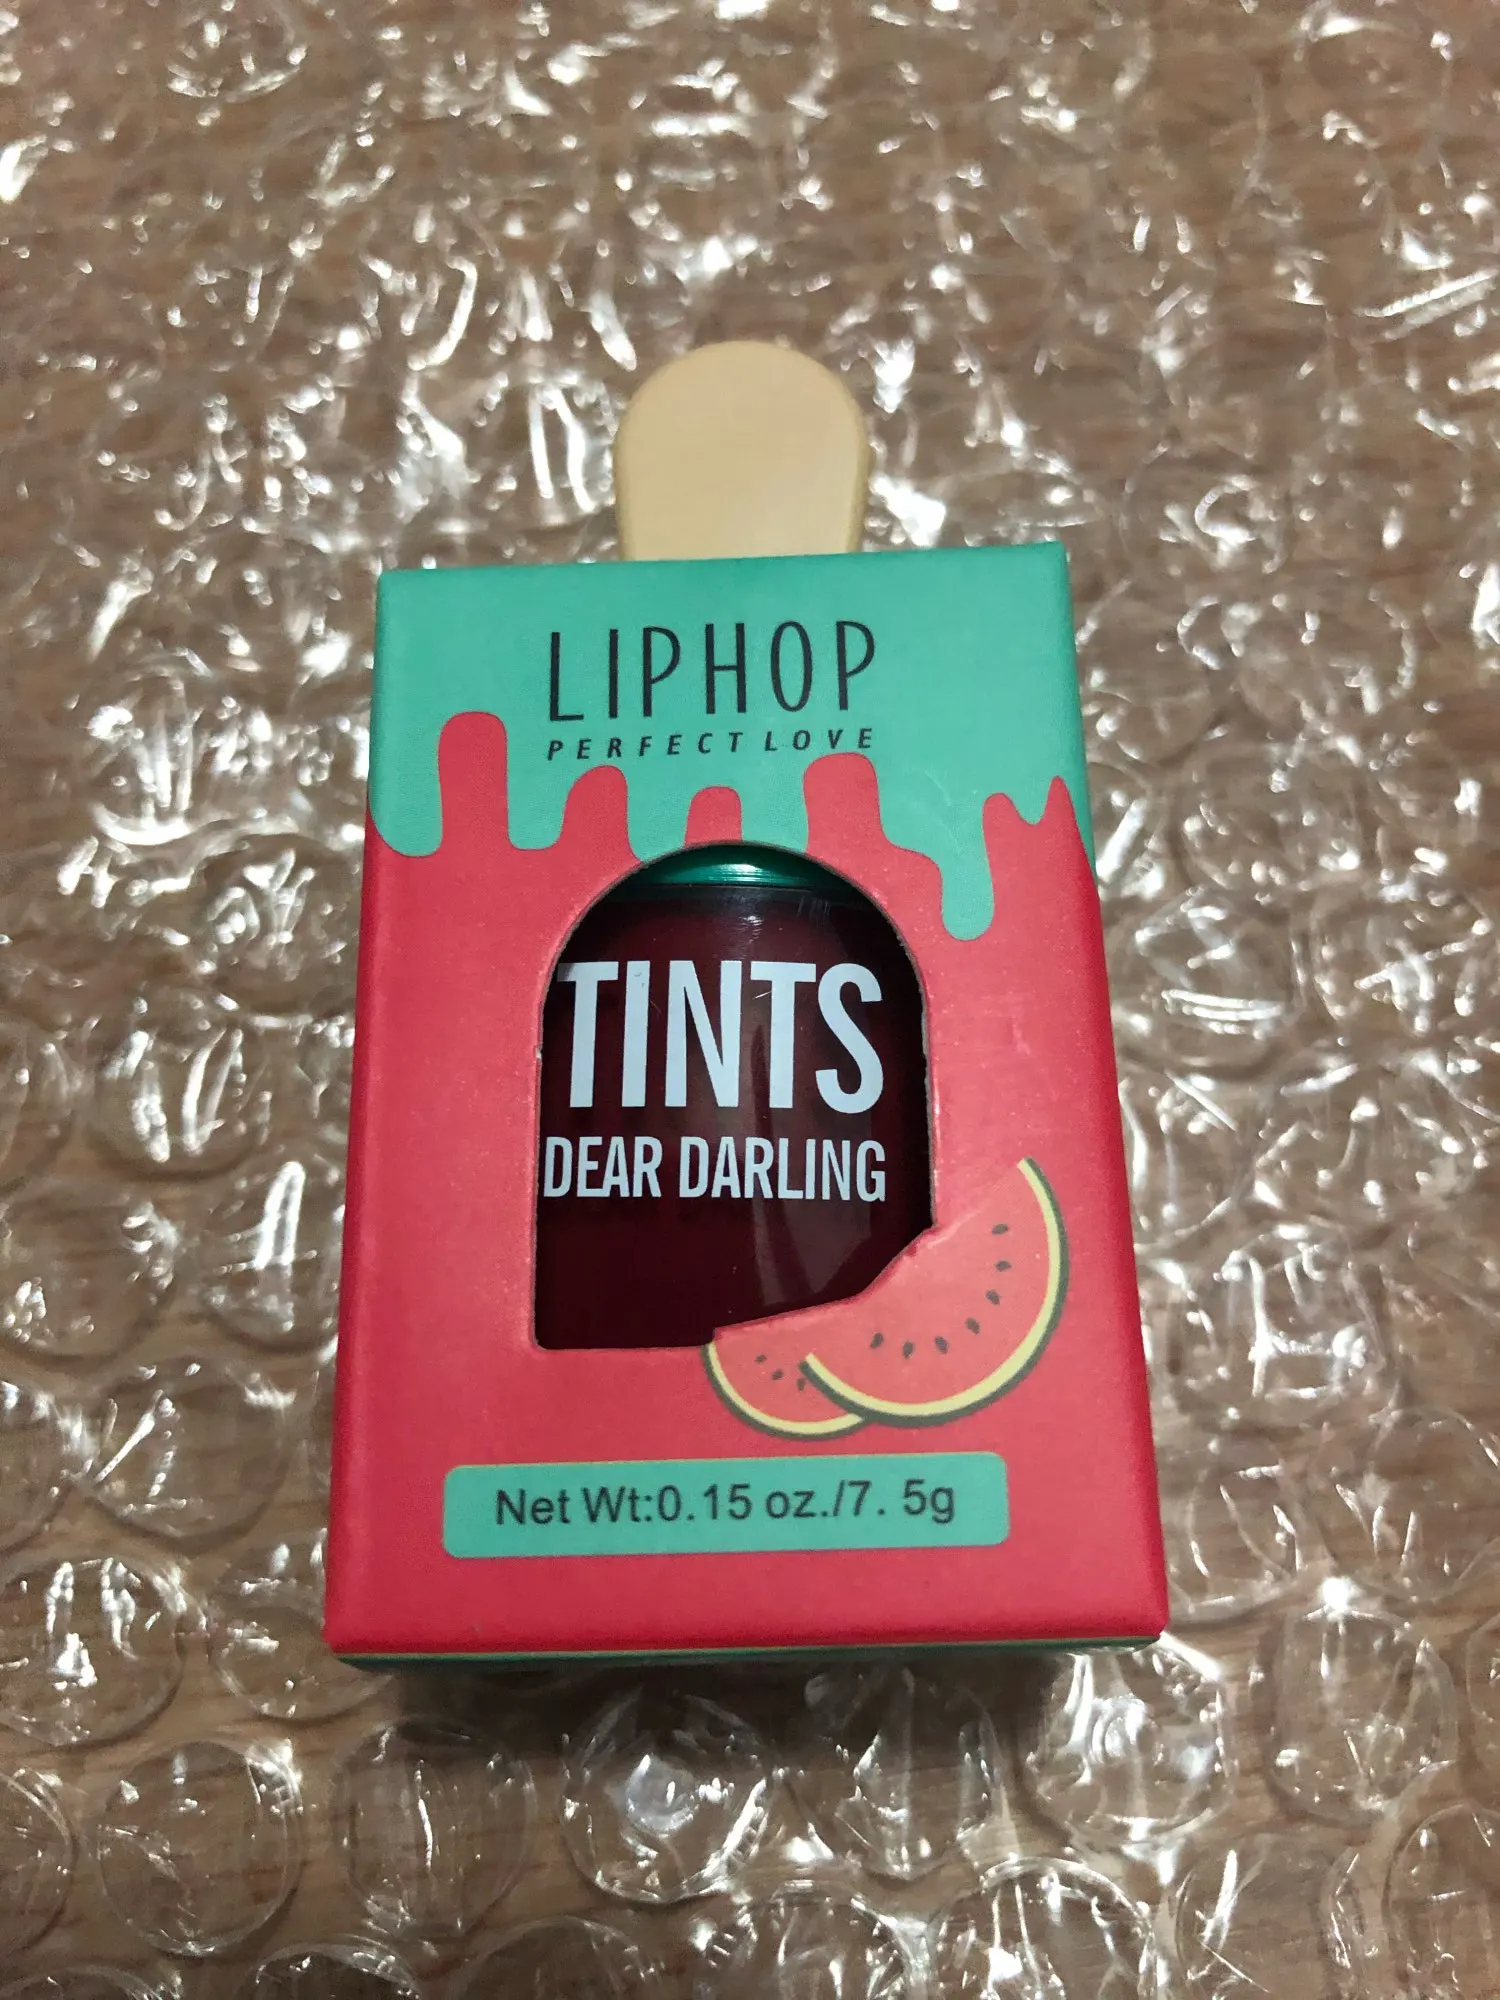 LIPHOP
PERFECT LOVE
TINTS
DEAR DARLING
Net Wt:0.15 oz./7. 5g